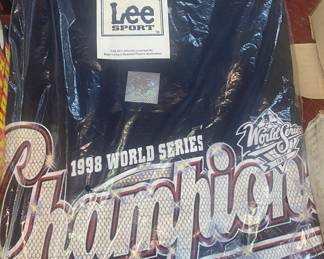 Lee
SPORT
1998 WORLD SERIES
World Series
Champions